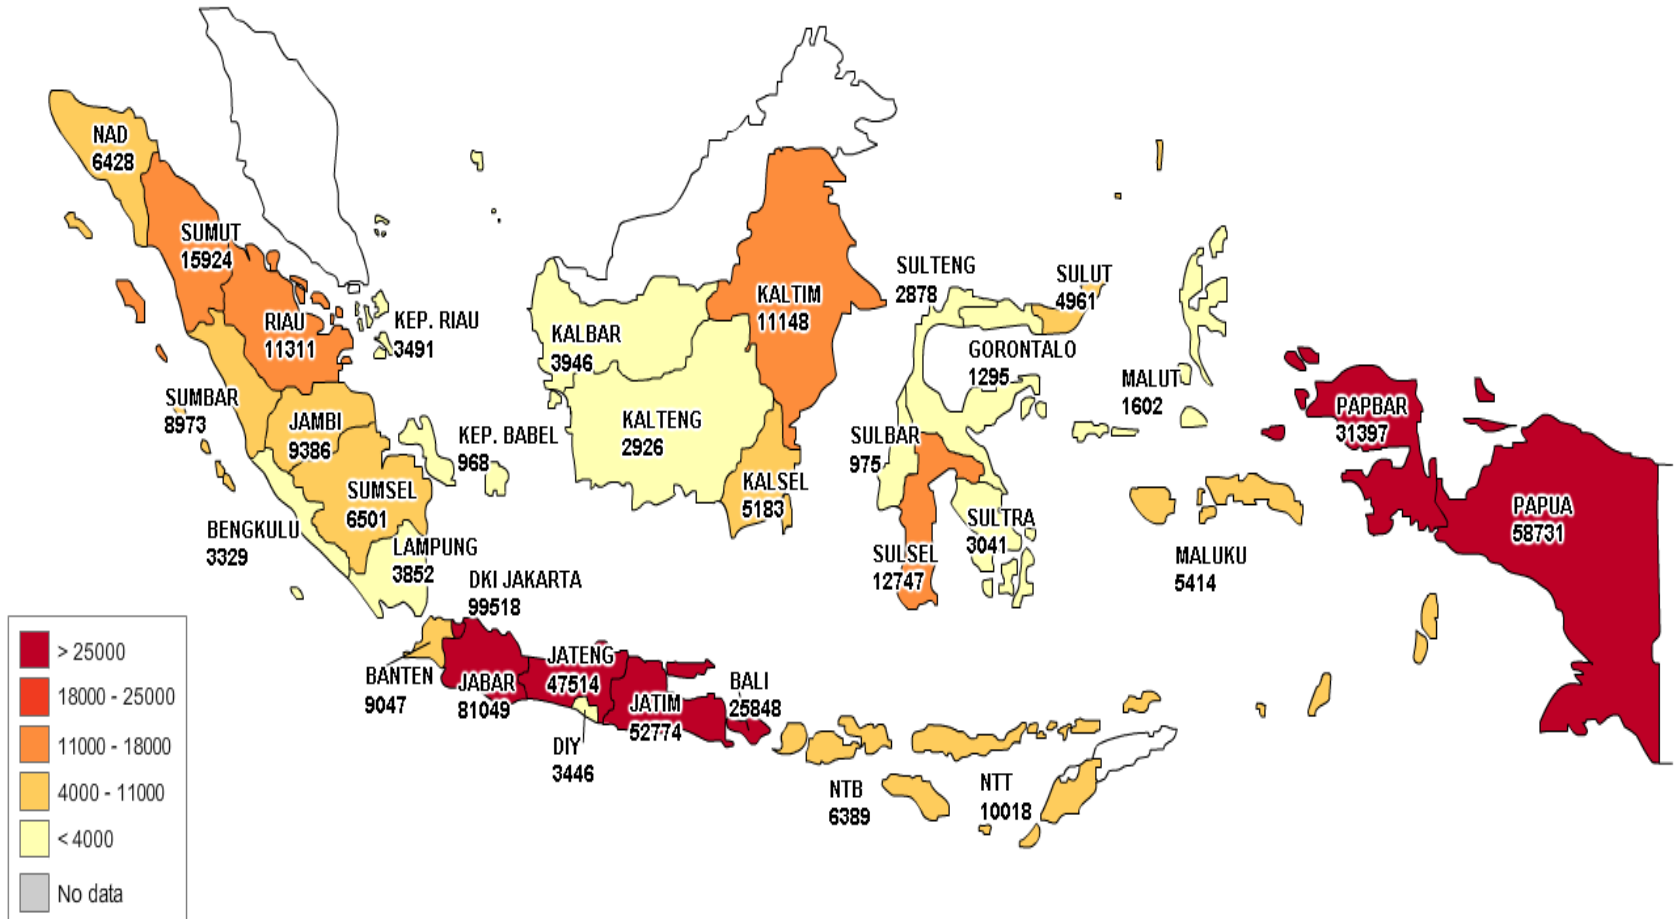 NAD
6428
SUMUT
15924
RIAU
11311
KEP. RIAU
3491
SUMBAR
8973
JAMBI
9386
KEP. BABEL
968
SUMSEL
6501
BENGKULU
3329
LAMPUNG
3852
DKI JAKARTA
99518
BANTEN
9047
JABAR
81049
JATENG
47514
DIY
3446
JATIM
52774
BALI
25848
NTB
6389
NTT
10018
KALBAR
3946
KALTENG
2926
KALTIM
11148
KALSEL
5183
SULTENG
2878
SULUT
4961
GORONTALO
1295
SULBAR
975
SULSEL
12747
SULTRA
3041
MALUT
1602
MALUKU
5414
PAPBAR
31397
PAPUA
58731
> 25000
18000 - 25000
11000 - 18000
4000 - 11000
< 4000
No data